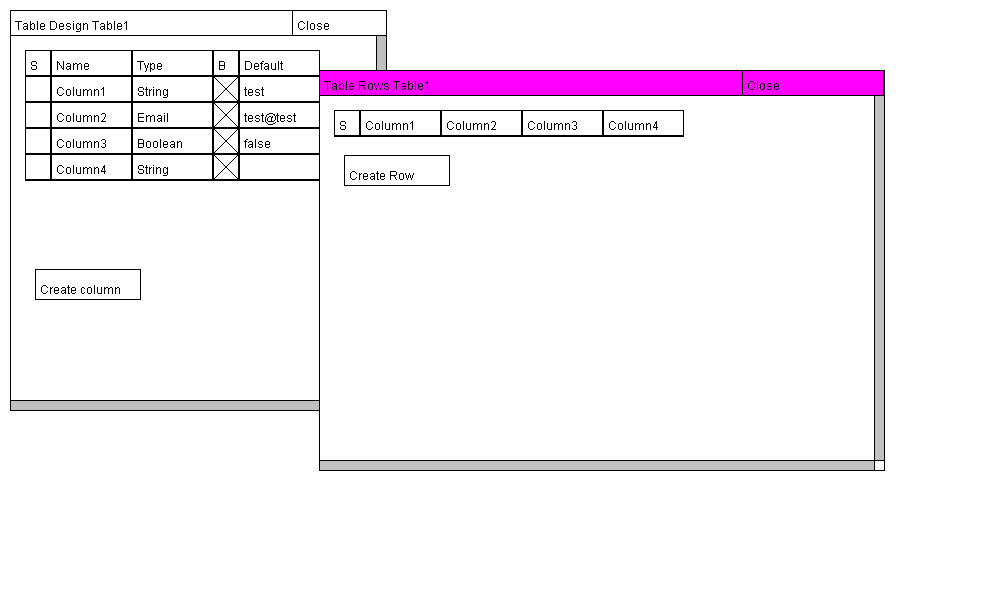 Table Design Table1 Close
S Name Type B Default
Column1 String test
Column2 Email test@test
Column3 Boolean false
Column4 String
Create column
Table Rows Table1 Close
S Column1 Column2 Column3 Column4
Create Row